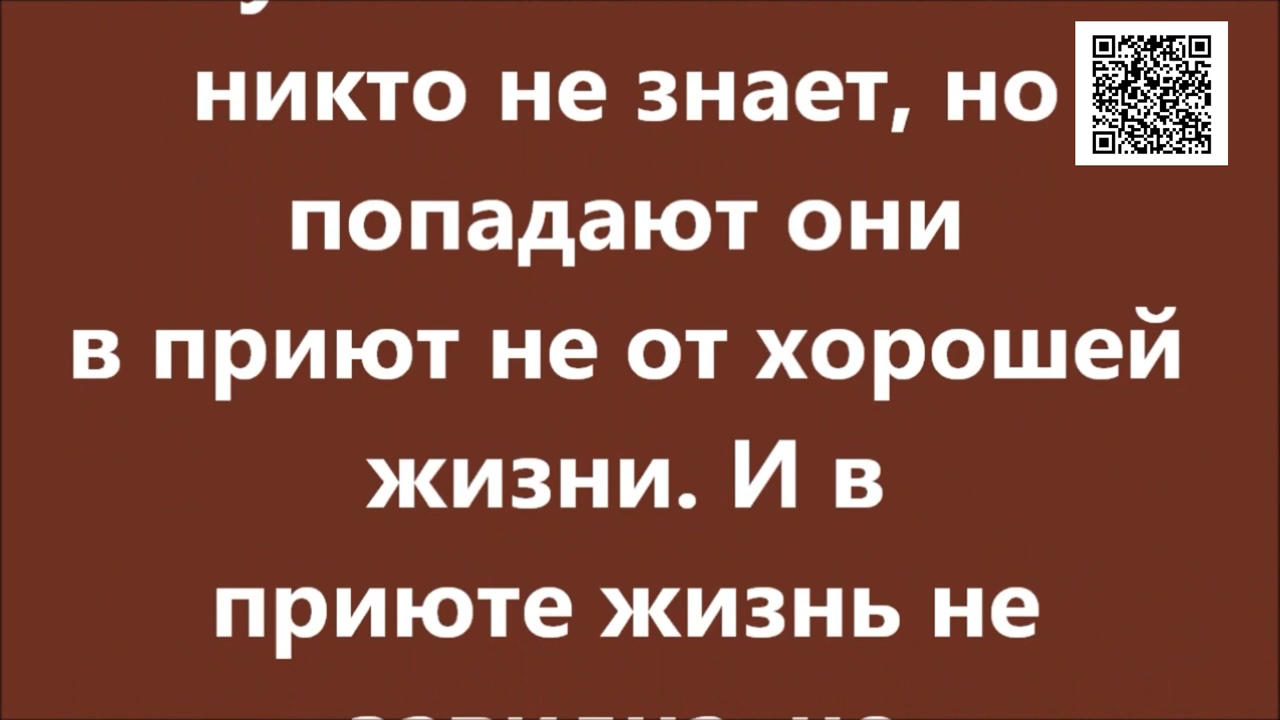 никто не знает, но
попадают они
в приют не от хорошей
жизни. И в
приюте жизнь не